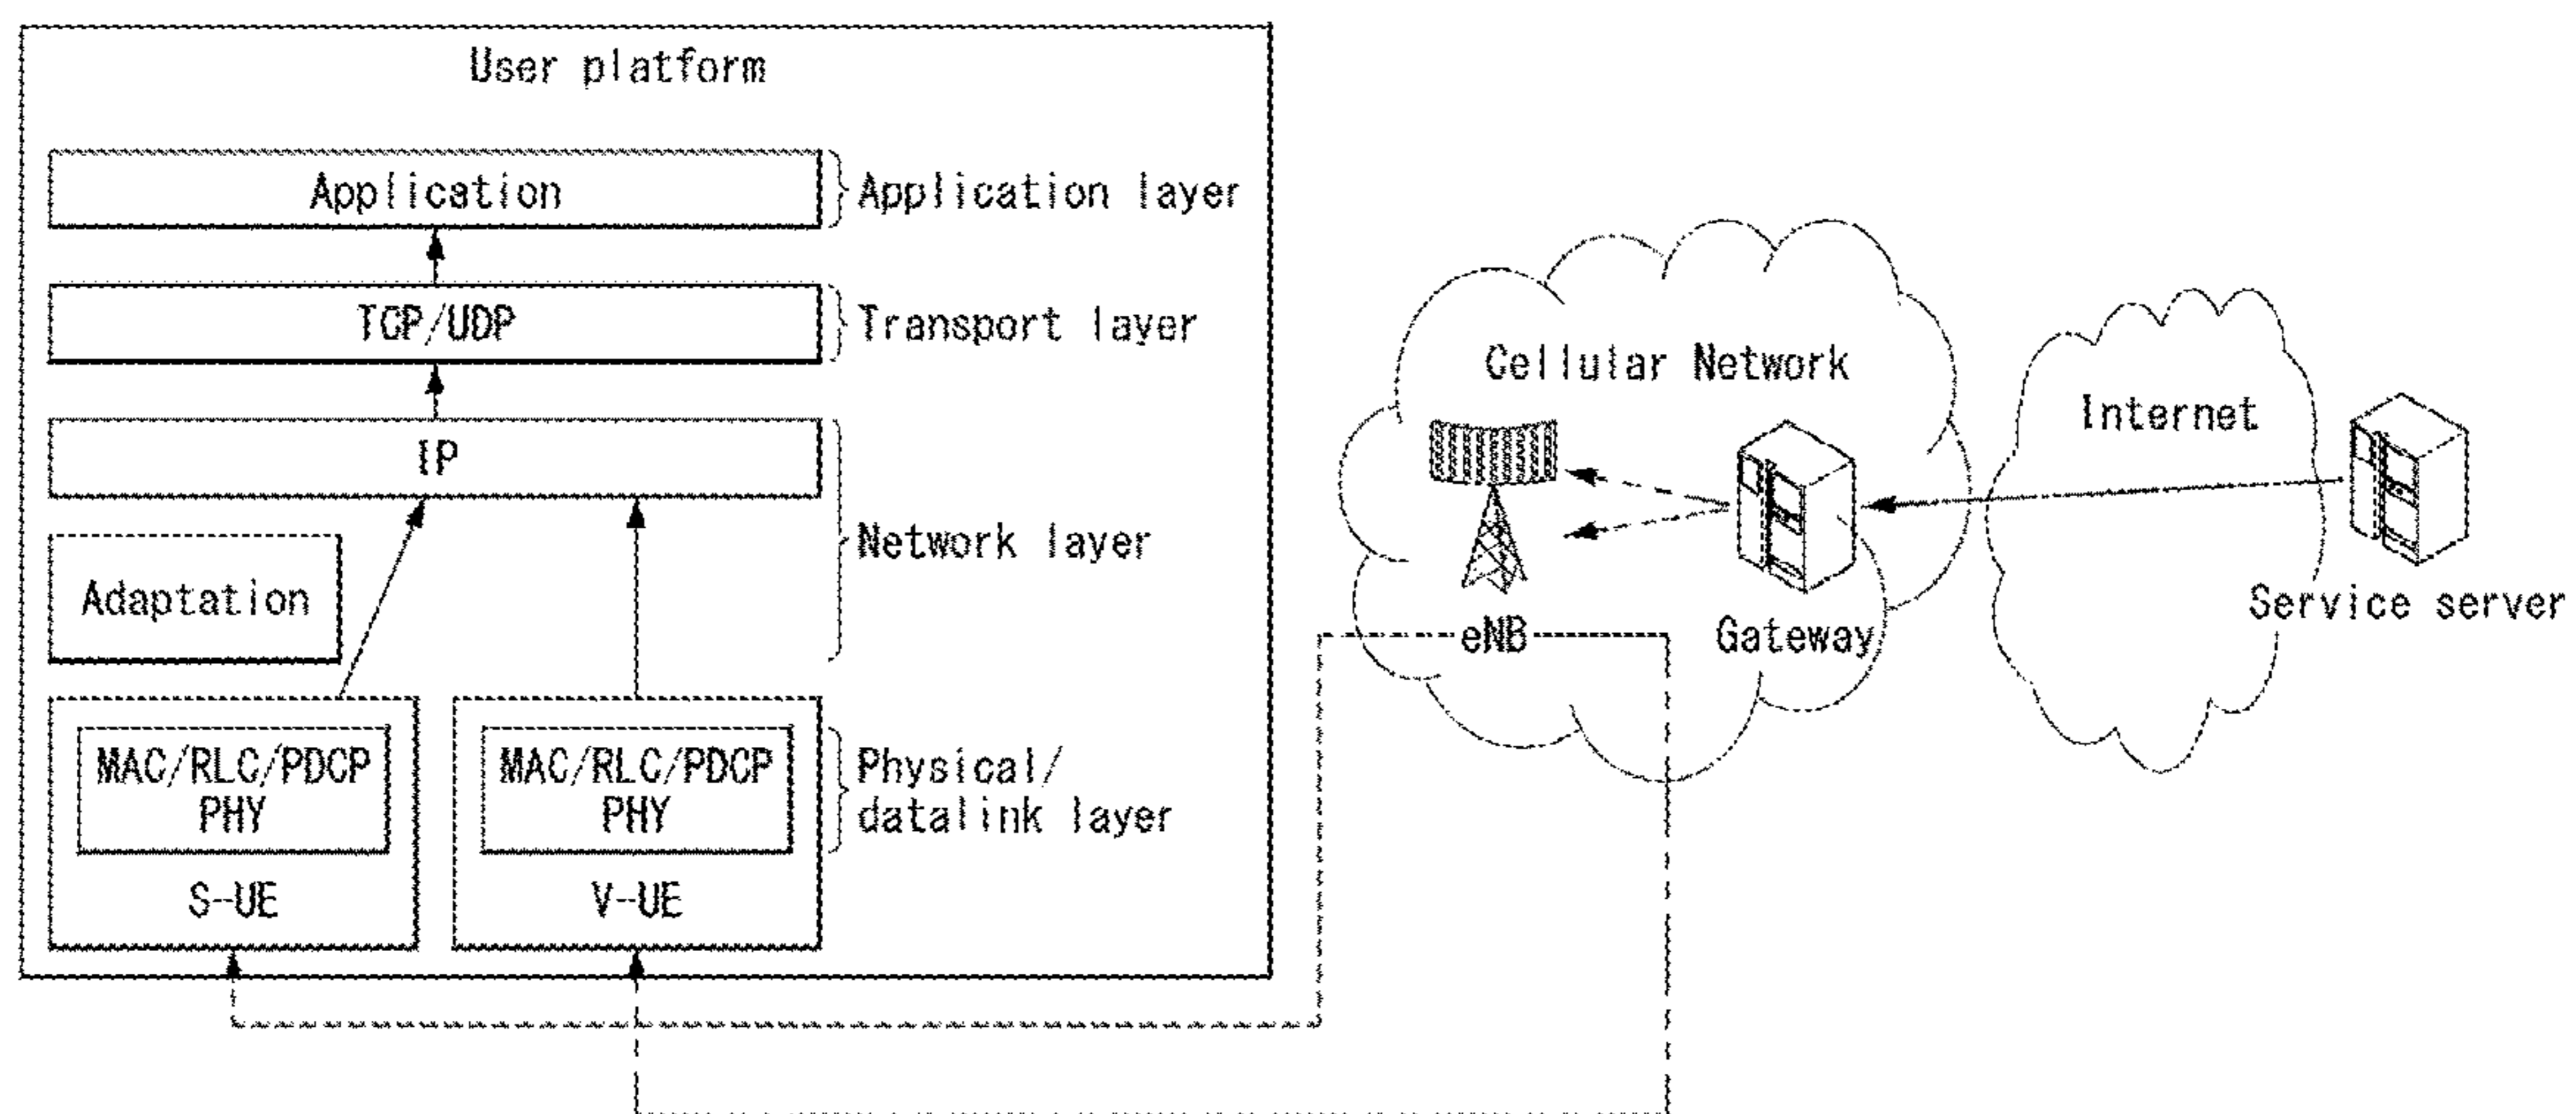 User platform
Application
Application layer
TCP/UDP
Transport layer
IP
Network layer
Adaptation
MAC/RLC/PDCP
PHY
S-UE
MAC/RLC/PDCP
PHY
V-UE
Physical/
datalink layer
Cellular Network
eNB
Gateway
Internet
Service server